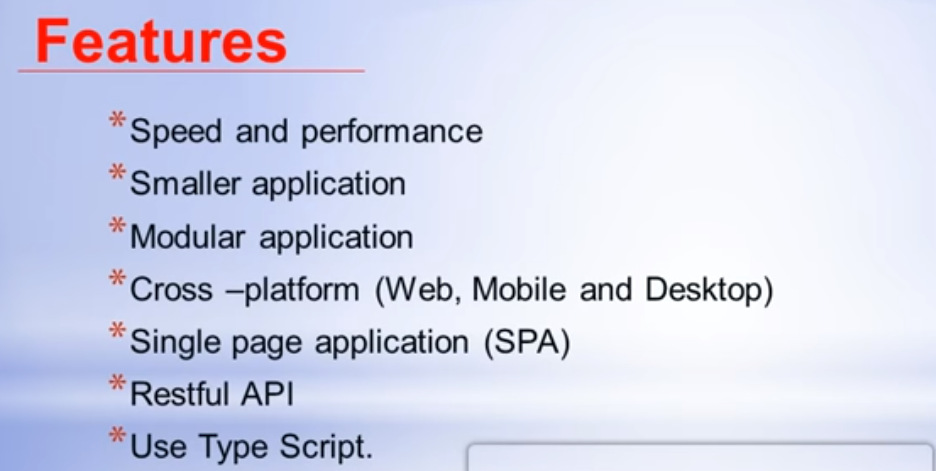 Features
*Speed and performance
*Smaller application
*Modular application
*Cross –platform (Web, Mobile and Desktop)
*Single page application (SPA)
*Restful API
*Use Type Script.